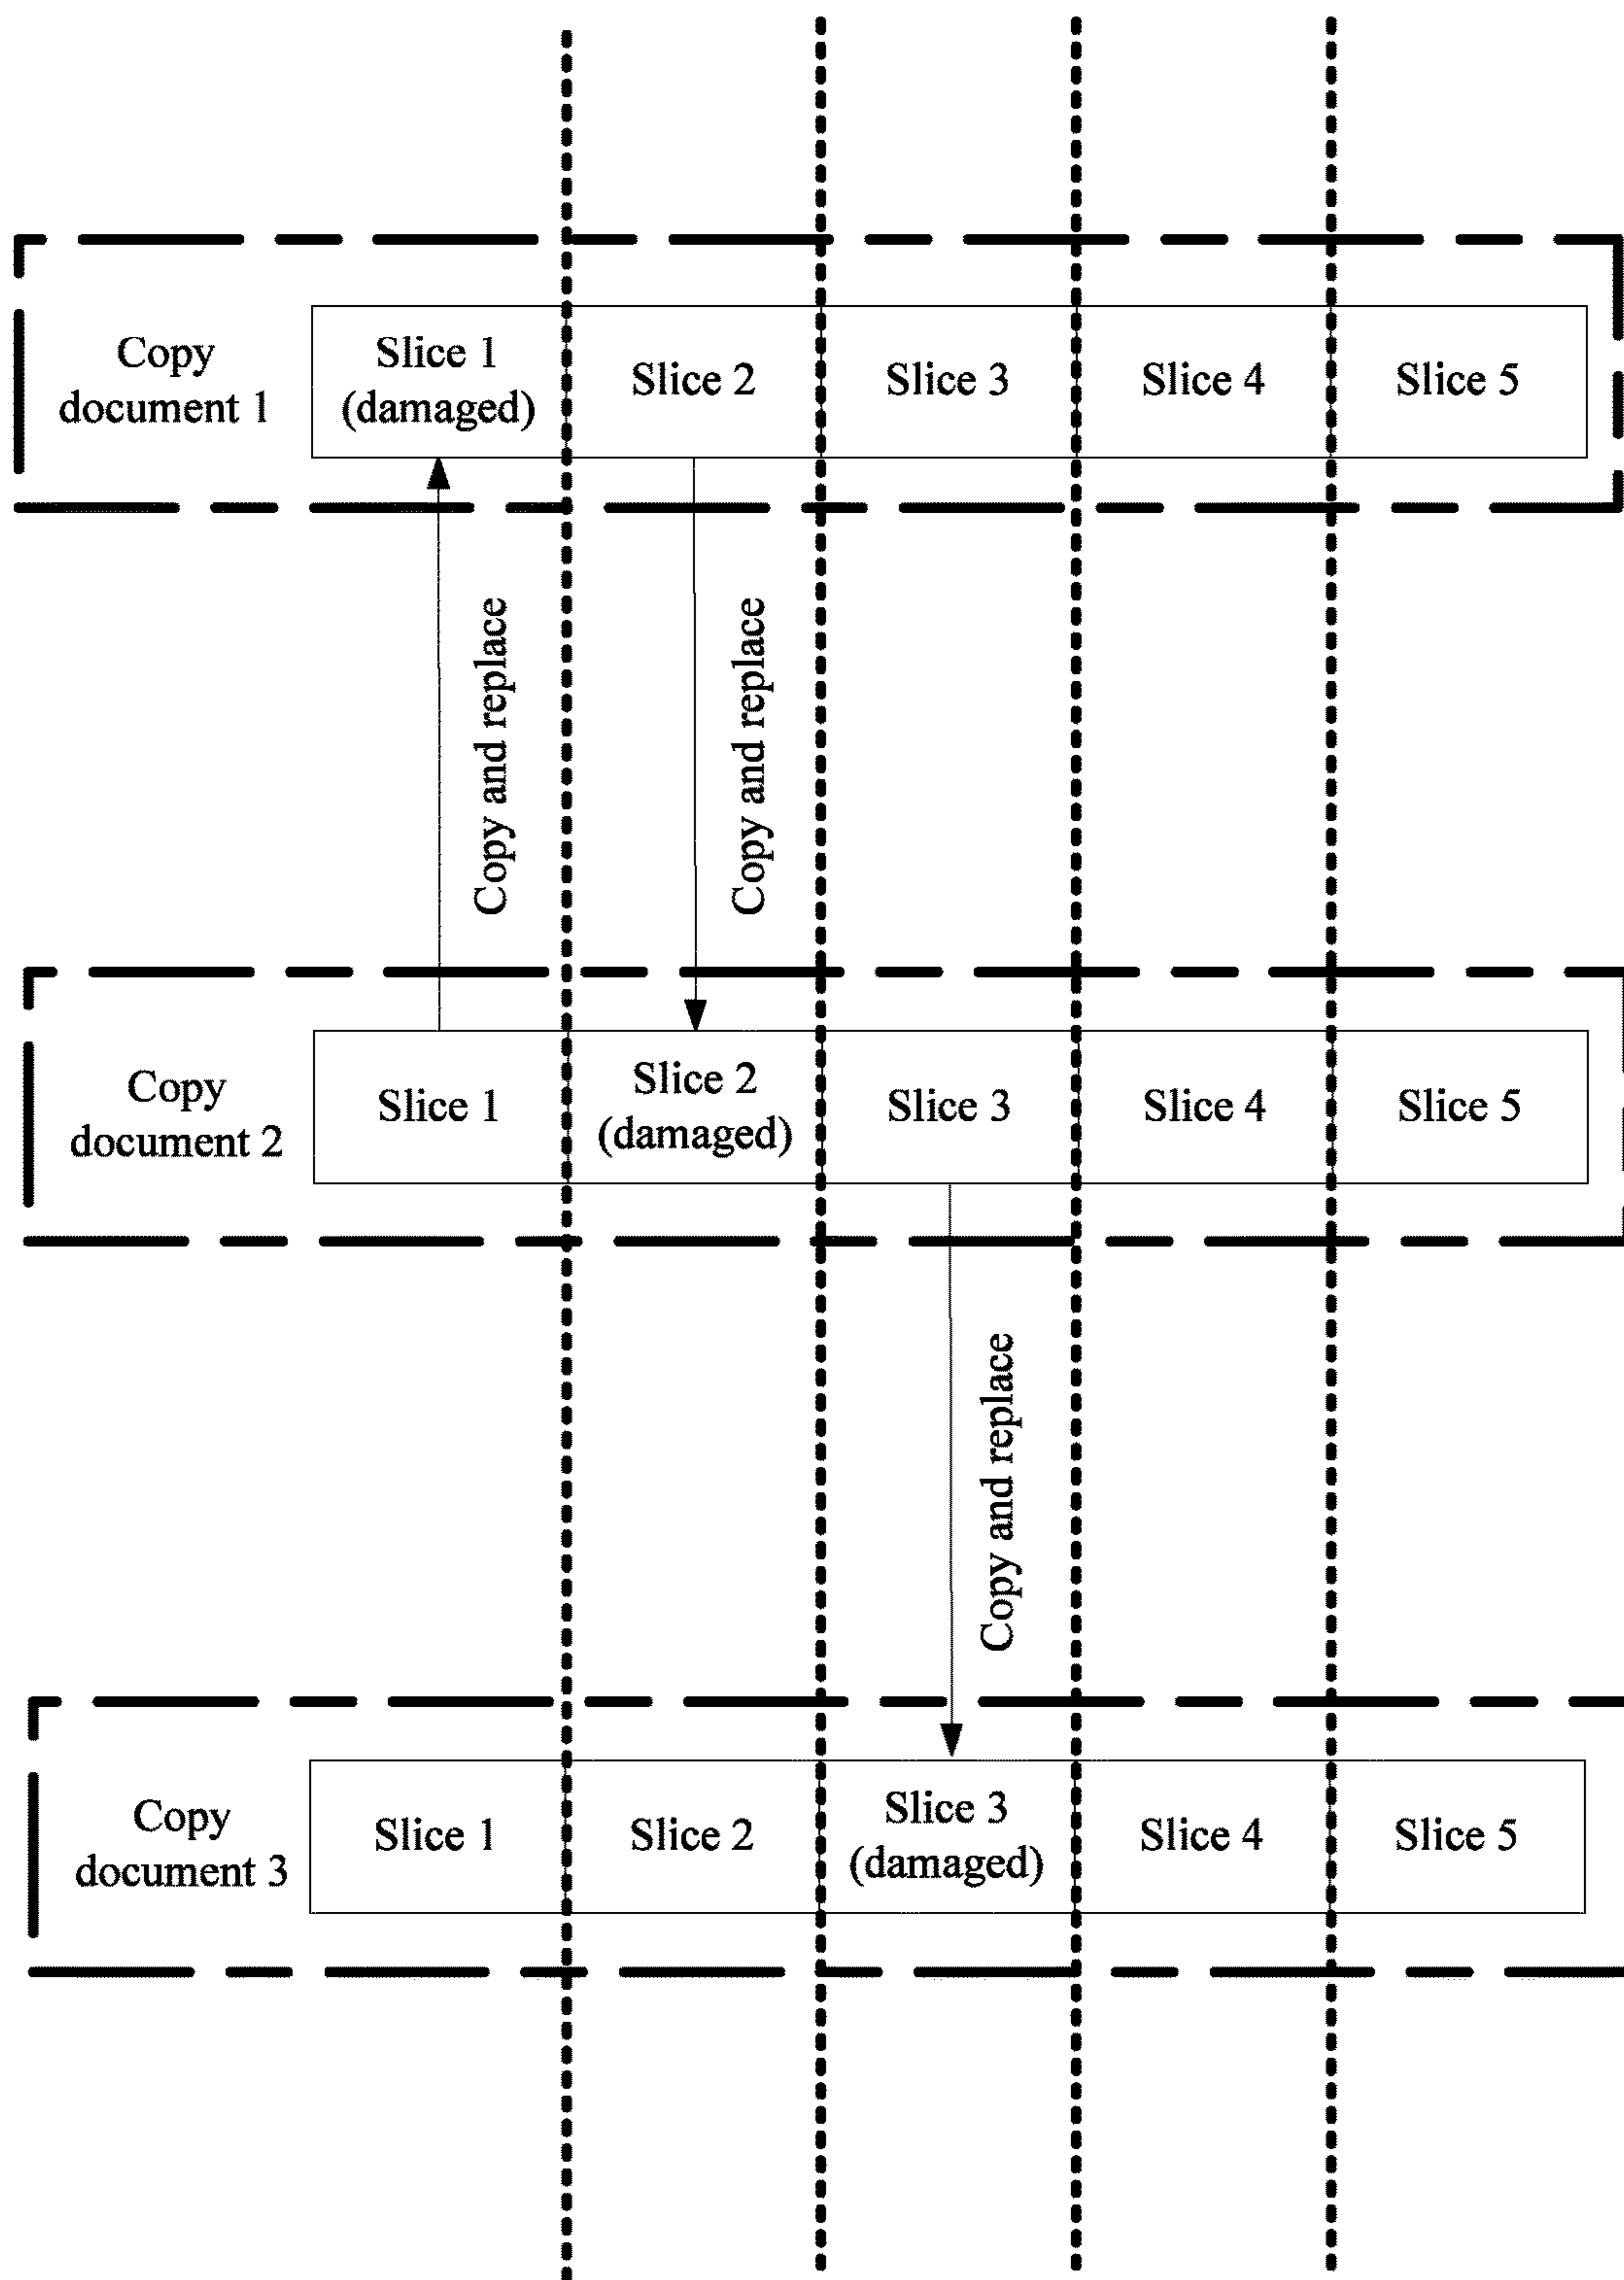 Copy
document 1
Slice 1
(damaged)
Slice 2
Slice 3
Slice 4
Slice 5
Copy and replace
Copy and replace
Copy
document 2
Slice 1
Slice 2
(damaged)
Slice 3
Slice 4
Slice 5
Copy and replace
Copy
document 3
Slice 1
Slice 2
Slice 3
(damaged)
Slice 4
Slice 5